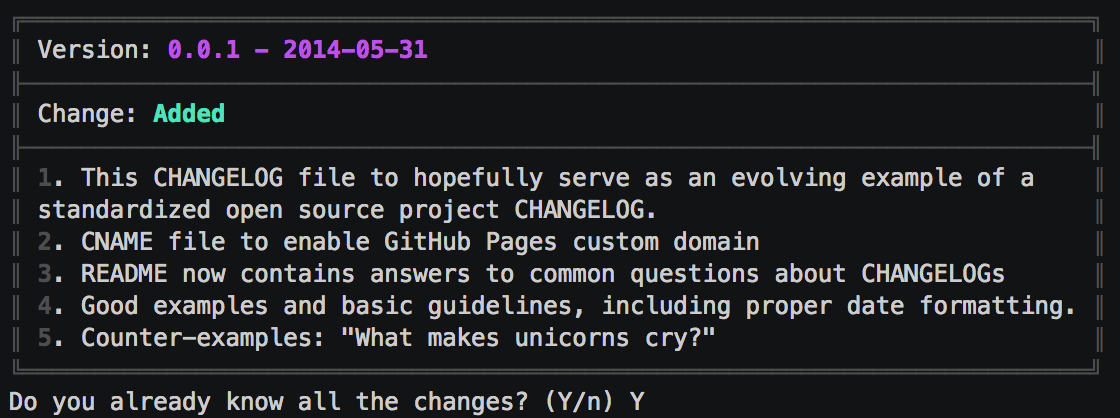 Version: 0.0.1 - 2014-05-31
Change: Added
1. This CHANGELOG file to hopefully serve as an evolving example of a
standardized open source project CHANGELOG.
2. CNAME file to enable GitHub Pages custom domain
3. README now contains answers to common questions about CHANGELOGs
4. Good examples and basic guidelines, including proper date formatting.
5. Counter-examples: "What makes unicorns cry?"
Do you already know all the changes? (Y/n) Y